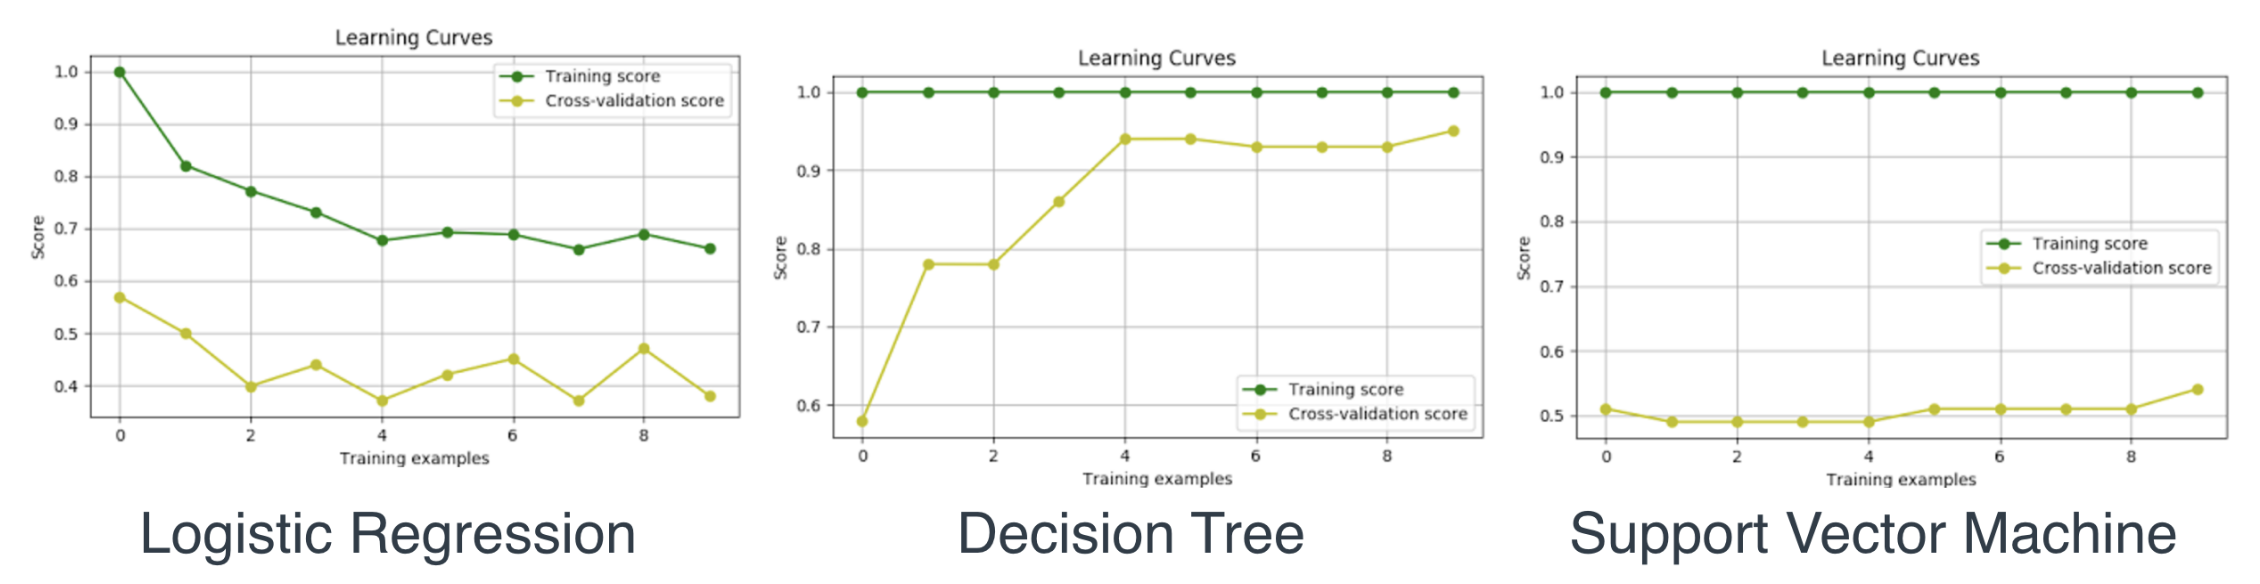 Learning Curves
1.0
0.9
0.8
0.7
0.6
0.5
0.4
Score
Training score
Cross-validation score
0 2 4 6 8
Training examples
Logistic Regression
Learning Curves
1.0
0.9
0.8
0.7
0.6
Score
Training score
Cross-validation score
0 2 4 6 8
Training examples
Decision Tree
Learning Curves
1.0
0.9
0.8
0.7
0.6
0.5
Score
Training score
Cross-validation score
0 2 4 6 8
Training examples
Support Vector Machine